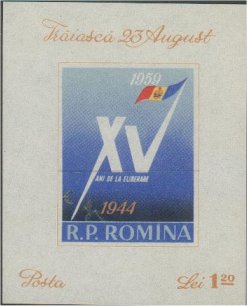 Trăiască 23 August
1959
XV
ANI DE LA ELIBERARE
1944
R.P. ROMINA
Posta Lei 1.20